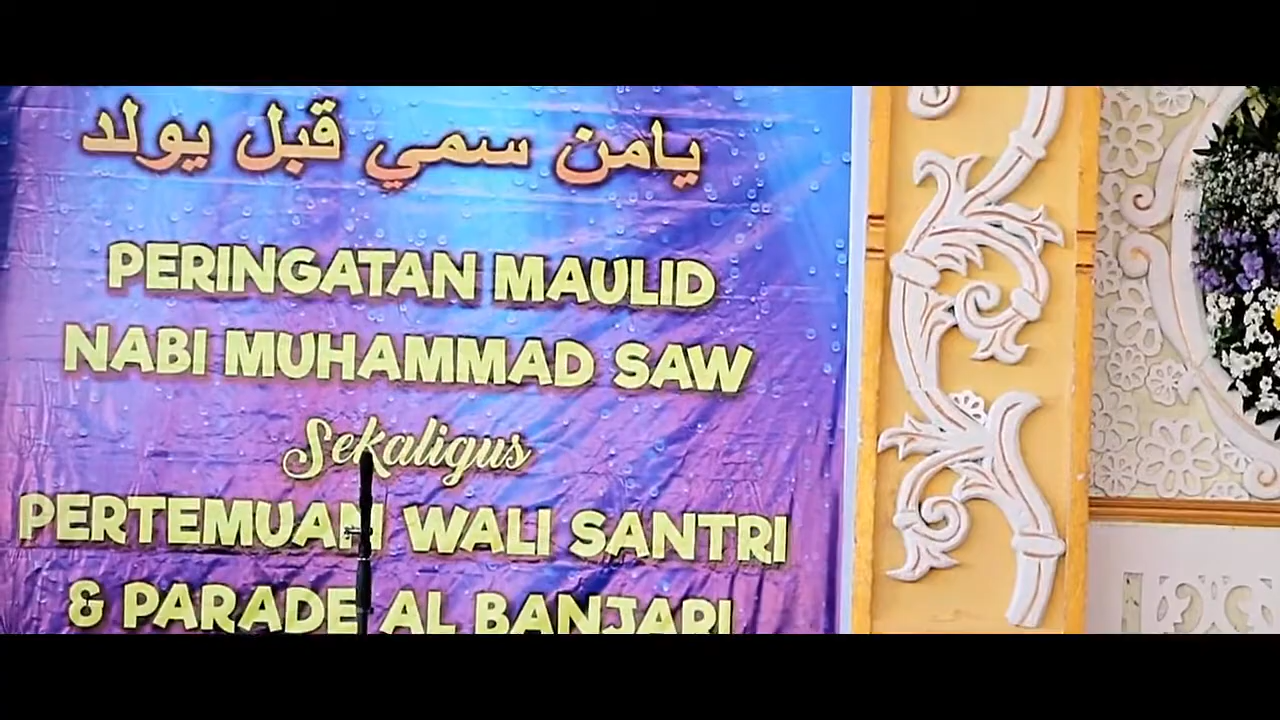 يامن سمي قبل يولد
PERINGATAN MAULID
NABI MUHAMMAD SAW
Sekaligus
PERTEMUAN WALI SANTRI
& PARADE AL BANJARI